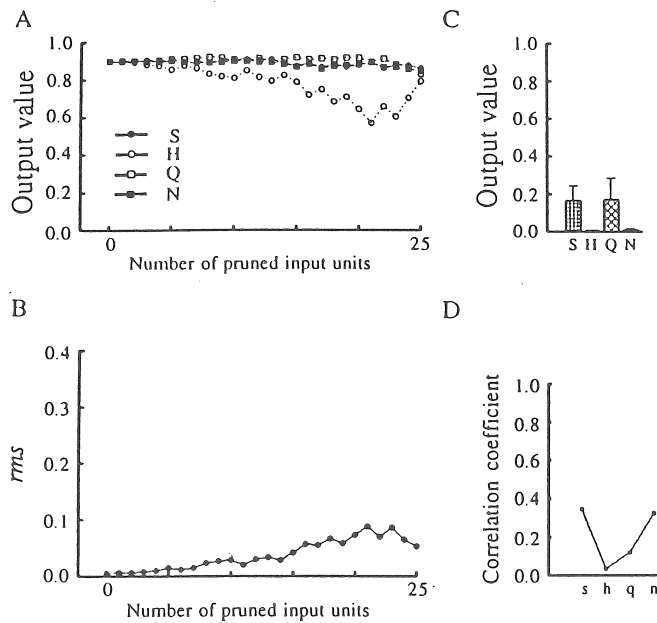 A
Output value
1.0
0.8
0.6
0.4
0.2
0.0
S
H
Q
N
0
25
Number of pruned input units
C
Output value
1.0
0.8
0.6
0.4
0.2
0.0
S H Q N
B
rms
0.4
0.3
0.2
0.1
0.0
0
25
Number of pruned input units
D
Correlation coefficient
1.0
0.8
0.6
0.4
0.2
0.0
s h q n